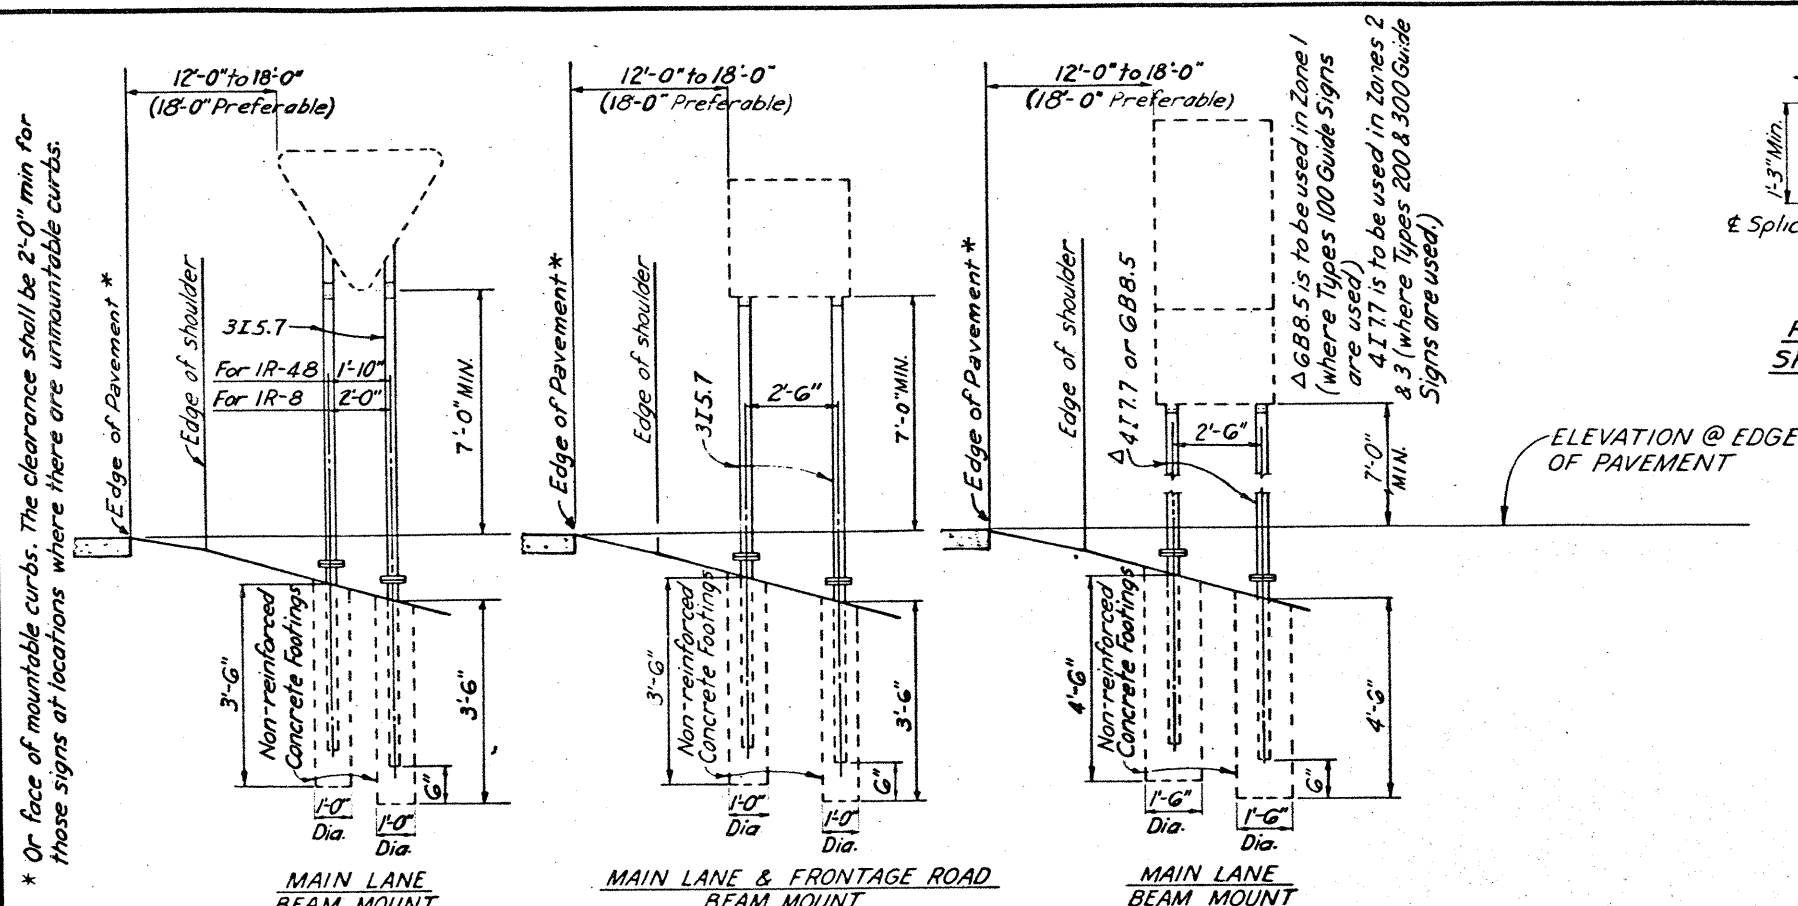 * Or face of mountable curbs. The clearance shall be 2'-0" min for
those signs at locations where there are unmountable curbs.
12'-0" to 18'-0"
(18'-0" Preferable)
Edge of Pavement *
Edge of shoulder
3I5.7
For IR-48 1'-10"
For IR-8 2'-0"
7'-0" MIN.
3'-6"
Non-reinforced
Concrete Footings
3'-6"
6"
1'-0"
Dia.
1'-0"
Dia.
MAIN LANE
BEAM MOUNT
12'-0" to 18'-0"
(18'-0" Preferable)
Edge of Pavement *
Edge of shoulder
3I5.7
2'-6"
7'-0" MIN.
3'-6"
Non-reinforced
Concrete Footings
3'-6"
6"
1'-0"
Dia.
1'-0"
Dia.
MAIN LANE & FRONTAGE ROAD
BEAM MOUNT
12'-0" to 18'-0"
(18'-0" Preferable)
Edge of Pavement *
Edge of shoulder
Δ 4I7.7 or 6B8.5
2'-6"
Δ 6B8.5 is to be used in Zone 1
(where Types 100 Guide Signs
are used)
4I7.7 is to be used in Zones 2
& 3 (where Types 200 & 300 Guide
Signs are used.)
7'-0"
MIN.
4'-6"
Non-reinforced
Concrete Footings
4'-6"
6"
1'-6"
Dia.
1'-6"
Dia.
MAIN LANE
BEAM MOUNT
ELEVATION @ EDGE
OF PAVEMENT
1'-3" Min.
℄ Splic